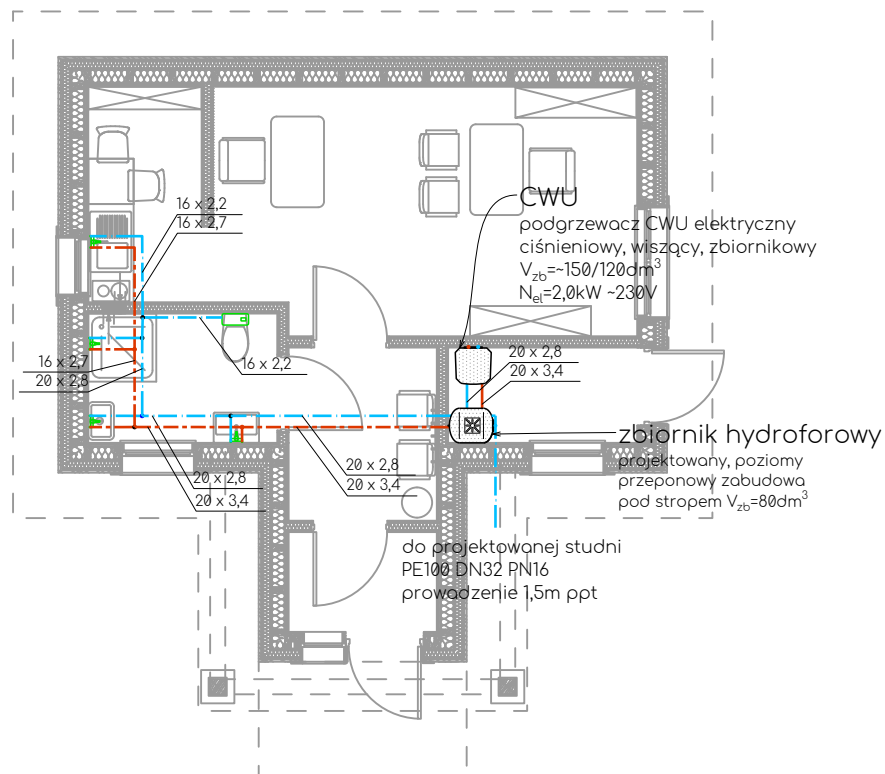 CWU
podgrzewacz CWU elektryczny
ciśnieniowy, wiszący, zbiornikowy
V_zb=~150/120dm³
N_el=2,0kW ~230V
16 x 2,2
16 x 2,7
16 x 2,7
20 x 2,8
16 x 2,2
20 x 2,8
20 x 3,4
zbiornik hydroforowy
projektowany, poziomy
przeponowy zabudowa
pod stropem V_zb=80dm³
20 x 2,8
20 x 3,4
20 x 2,8
20 x 3,4
do projektowanej studni
PE100 DN32 PN16
prowadzenie 1,5m ppt